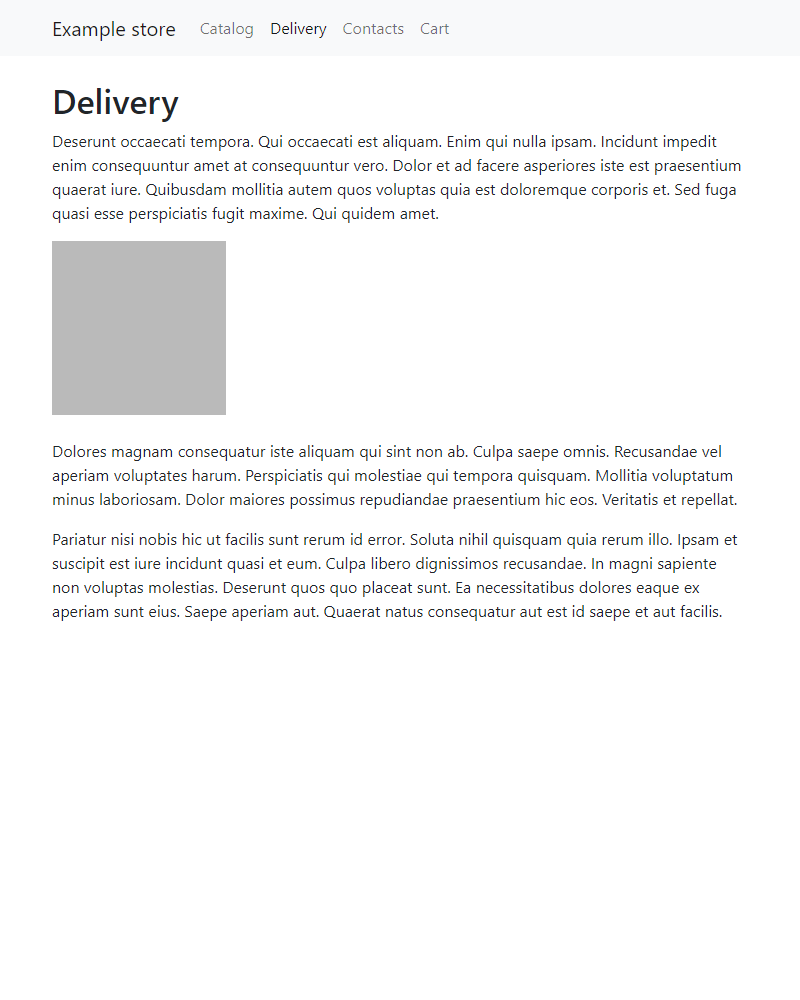 Example store Catalog Delivery Contacts Cart
Delivery
Deserunt occaecati tempora. Qui occaecati est aliquam. Enim qui nulla ipsam. Incidunt impedit
enim consequuntur amet at consequuntur vero. Dolor et ad facere asperiores iste est praesentium
quaerat iure. Quibusdam mollitia autem quos voluptas quia est doloremque corporis et. Sed fuga
quasi esse perspiciatis fugit maxime. Qui quidem amet.
Dolores magnam consequatur iste aliquam qui sint non ab. Culpa saepe omnis. Recusandae vel
aperiam voluptates harum. Perspiciatis qui molestiae qui tempora quisquam. Mollitia voluptatum
minus laboriosam. Dolor maiores possimus repudiandae praesentium hic eos. Veritatis et repellat.
Pariatur nisi nobis hic ut facilis sunt rerum id error. Soluta nihil quisquam quia rerum illo. Ipsam et
suscipit est iure incidunt quasi et eum. Culpa libero dignissimos recusandae. In magni sapiente
non voluptas molestias. Deserunt quos quo placeat sunt. Ea necessitatibus dolores eaque ex
aperiam sunt eius. Saepe aperiam aut. Quaerat natus consequatur aut est id saepe et aut facilis.